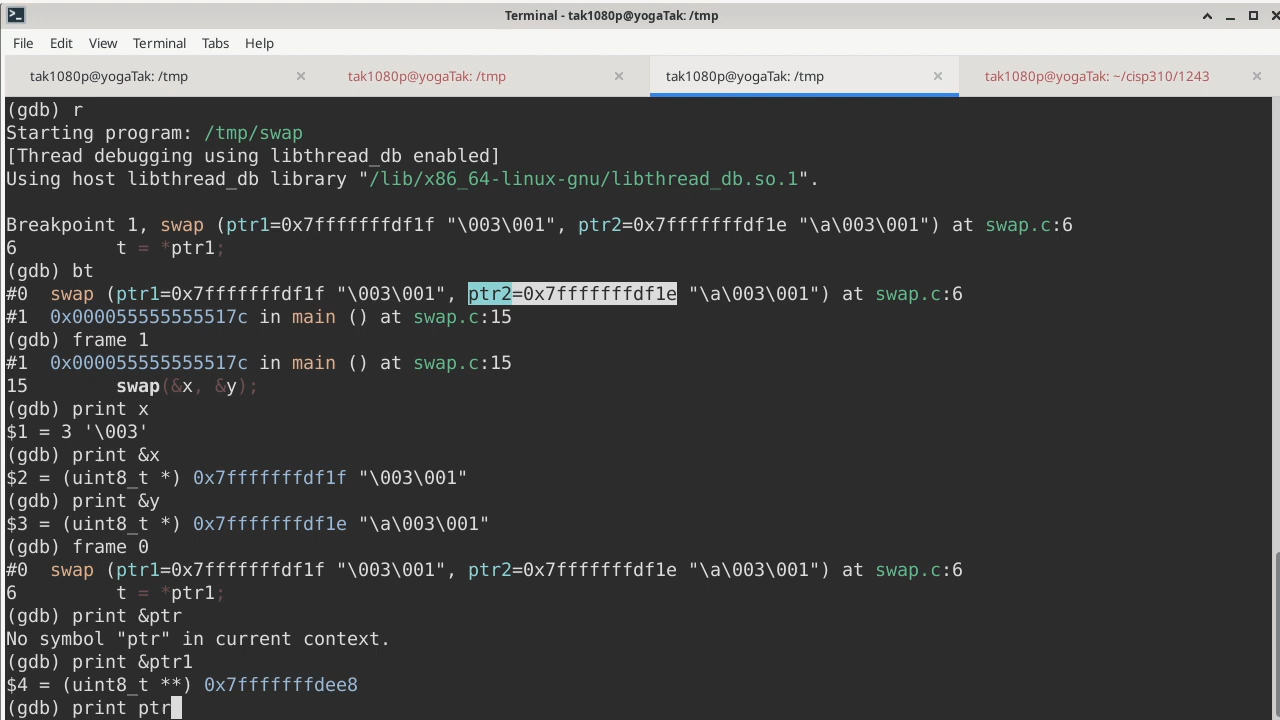 Terminal - tak1080p@yogaTak: /tmp
File Edit View Terminal Tabs Help
tak1080p@yogaTak: /tmp × tak1080p@yogaTak: /tmp × tak1080p@yogaTak: /tmp × tak1080p@yogaTak: ~/cisp310/1243 ×
(gdb) r
Starting program: /tmp/swap
[Thread debugging using libthread_db enabled]
Using host libthread_db library "/lib/x86_64-linux-gnu/libthread_db.so.1".
Breakpoint 1, swap (ptr1=0x7fffffffdf1f "\003\001", ptr2=0x7fffffffdf1e "\a\003\001") at swap.c:6
6 t = *ptr1;
(gdb) bt
#0 swap (ptr1=0x7fffffffdf1f "\003\001", ptr2=0x7fffffffdf1e "\a\003\001") at swap.c:6
#1 0x000055555555517c in main () at swap.c:15
(gdb) frame 1
#1 0x000055555555517c in main () at swap.c:15
15 swap(&x, &y);
(gdb) print x
$1 = 3 '\003'
(gdb) print &x
$2 = (uint8_t *) 0x7fffffffdf1f "\003\001"
(gdb) print &y
$3 = (uint8_t *) 0x7fffffffdf1e "\a\003\001"
(gdb) frame 0
#0 swap (ptr1=0x7fffffffdf1f "\003\001", ptr2=0x7fffffffdf1e "\a\003\001") at swap.c:6
6 t = *ptr1;
(gdb) print &ptr
No symbol "ptr" in current context.
(gdb) print &ptr1
$4 = (uint8_t **) 0x7fffffffdee8
(gdb) print ptr